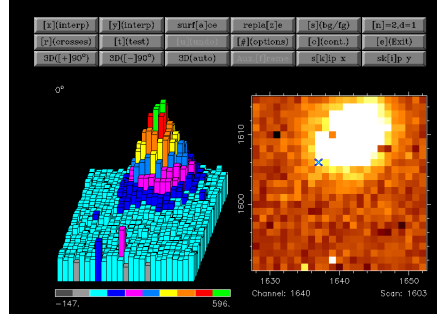 [x](interp) [y](interp) surf[a]ce repla[z]e [s](bg/fg) [n]=2,d=1
[r](crosses) [t](test) [u](undo) [#](options) [c](cont.) [e](Exit)
3D([+]90°) 3D([-]90°) 3D(auto) s[k]ip x sk[i]p y
0°
1610
1600
1630 1640 1650
Channel: 1640 Scan: 1603
-147. 596.